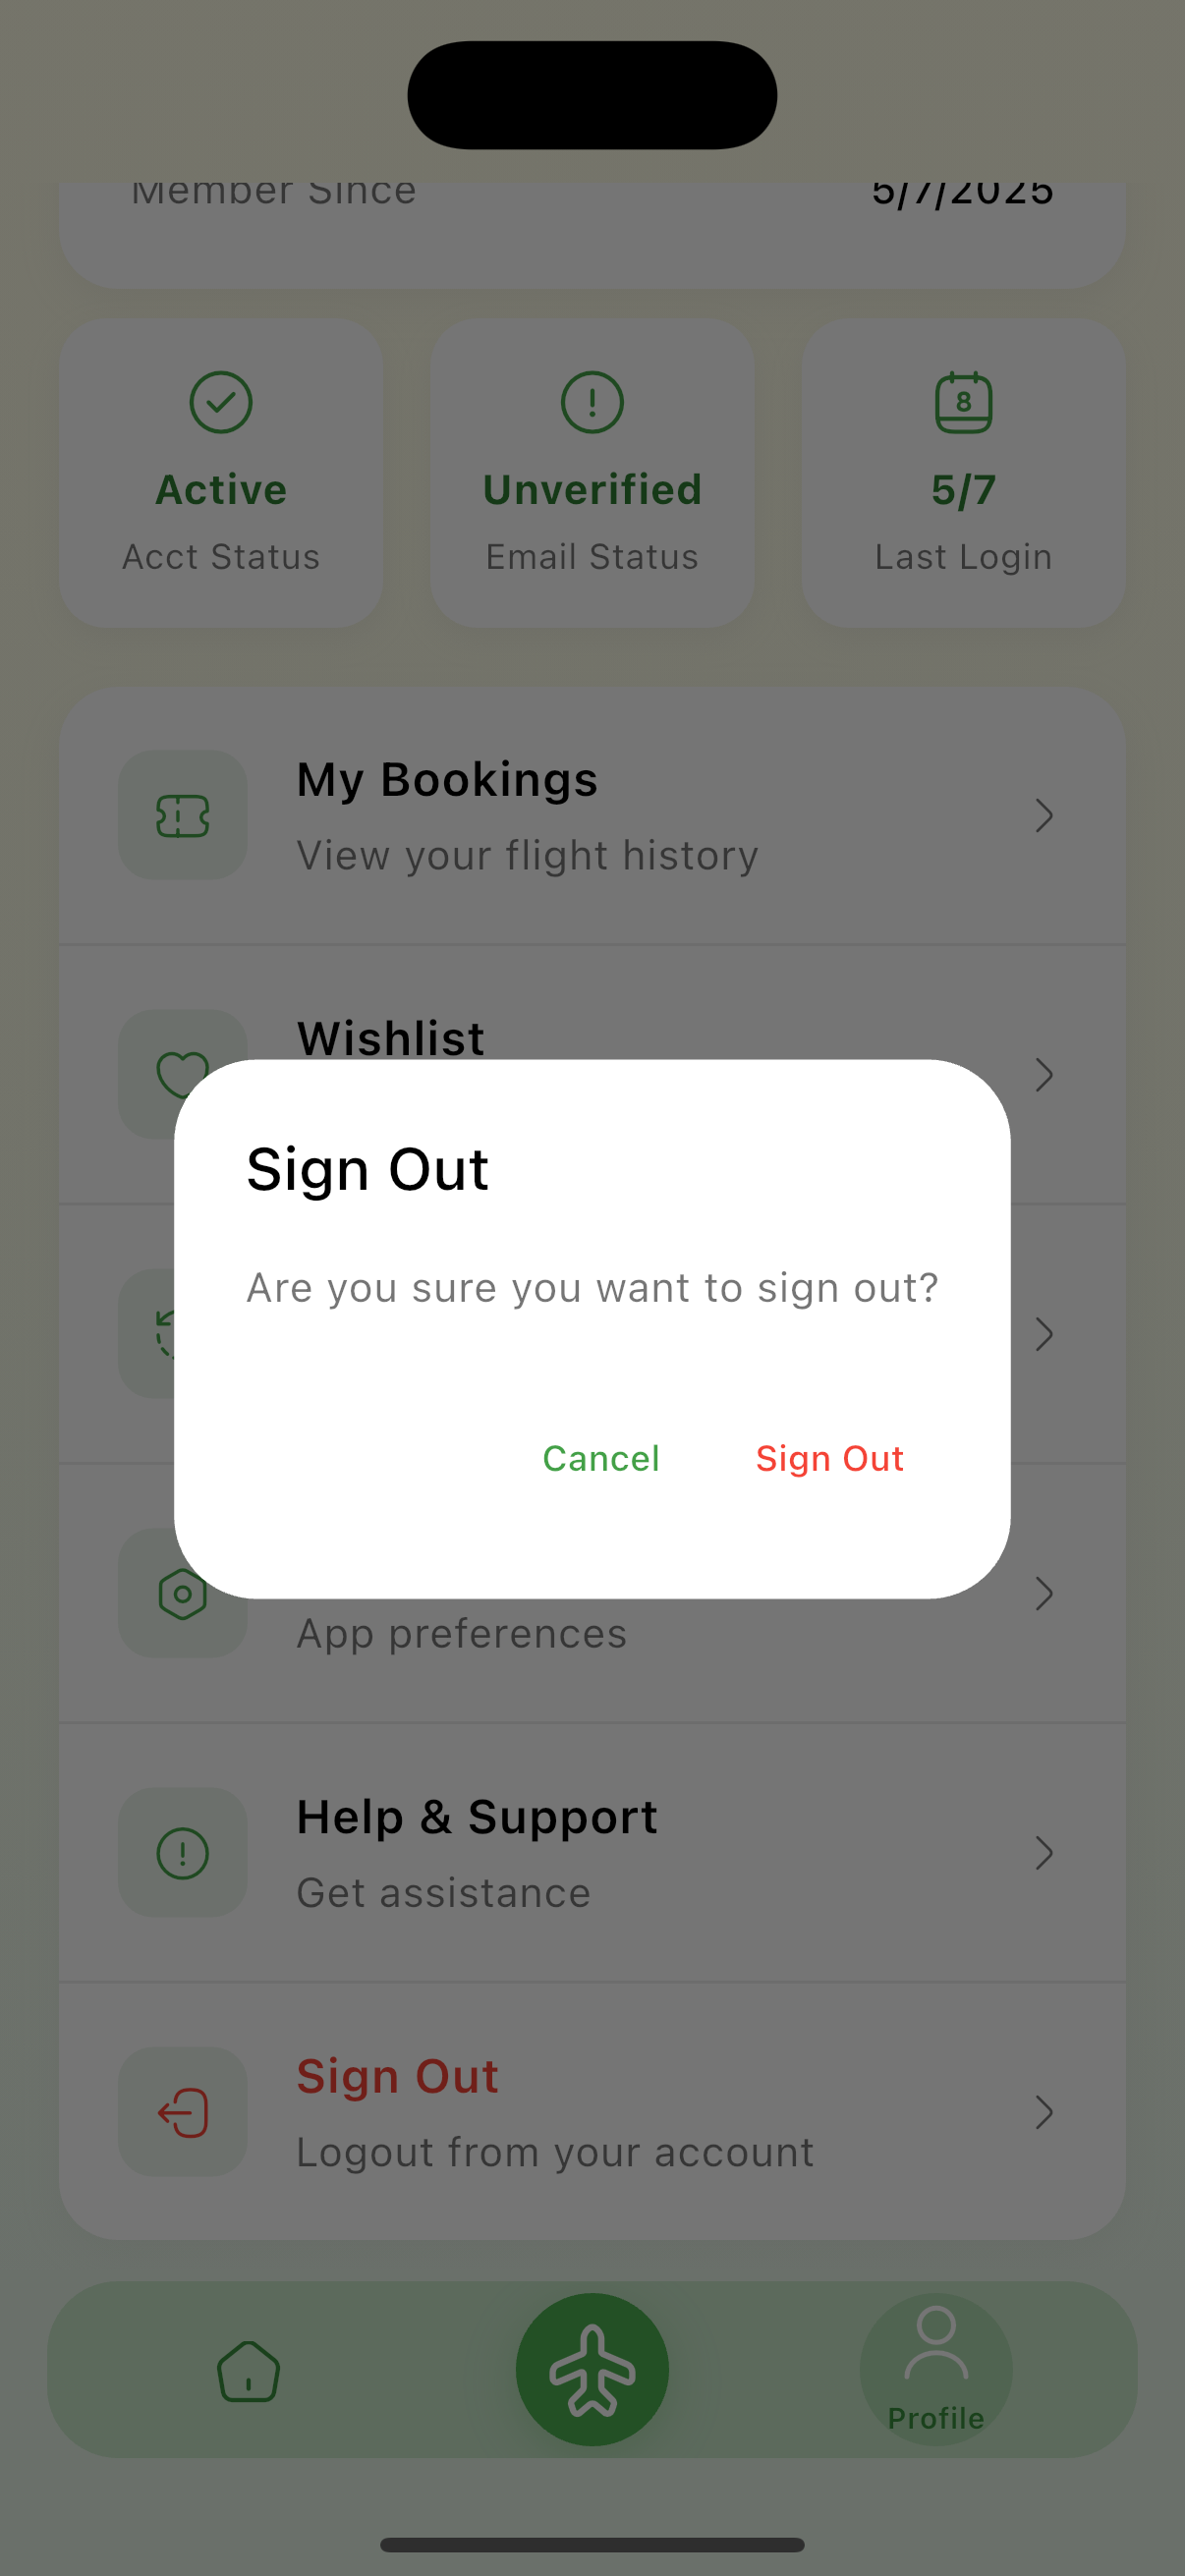 Member Since 5/7/2025
Active
Acct Status
Unverified
Email Status
8
5/7
Last Login
My Bookings
View your flight history
Wishlist
Sign Out
Are you sure you want to sign out?
Cancel Sign Out
App preferences
Help & Support
Get assistance
Sign Out
Logout from your account
Profile